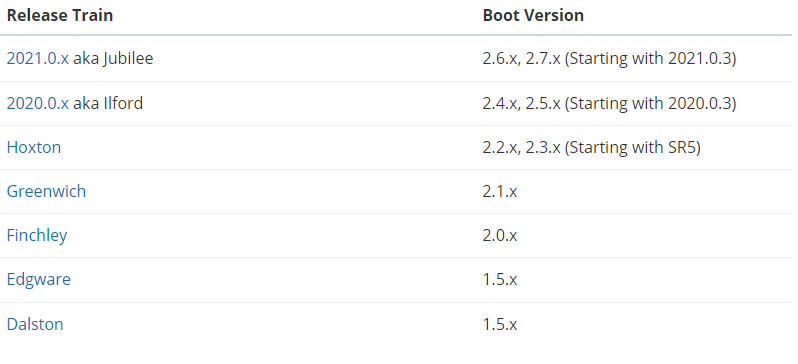 Release Train Boot Version
2021.0.x aka Jubilee 2.6.x, 2.7.x (Starting with 2021.0.3)
2020.0.x aka Ilford 2.4.x, 2.5.x (Starting with 2020.0.3)
Hoxton 2.2.x, 2.3.x (Starting with SR5)
Greenwich 2.1.x
Finchley 2.0.x
Edgware 1.5.x
Dalston 1.5.x